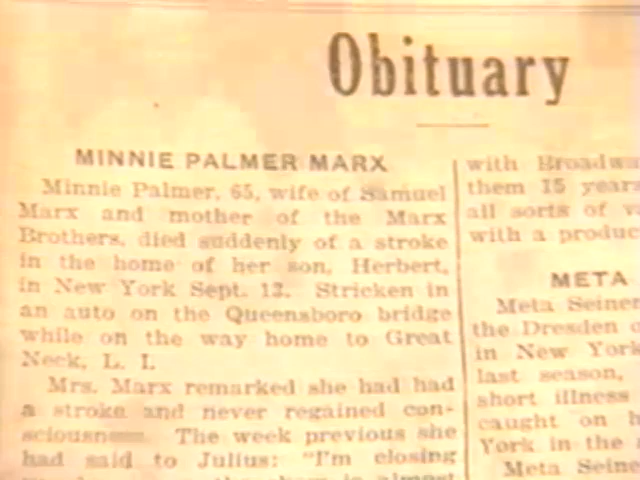 Obituary
MINNIE PALMER MARX
Minnie Palmer, 65, wife of Samuel
Marx and mother of the Marx
Brothers, died suddenly of a stroke
in the home of her son, Herbert,
in New York Sept. 13. Stricken in
an auto on the Queensboro bridge
while on the way home to Great
Neck, L. I.
Mrs. Marx remarked she had had
a stroke and never regained con-
sciousness. The week previous she
had said to Julius: "I'm closing
is almost
with Broadwa
them 15 years
all sorts of v
with a produc
META
Meta Seiner
the Dresden
in New York
last season,
short illness
caught on h
York in the
Meta Seine